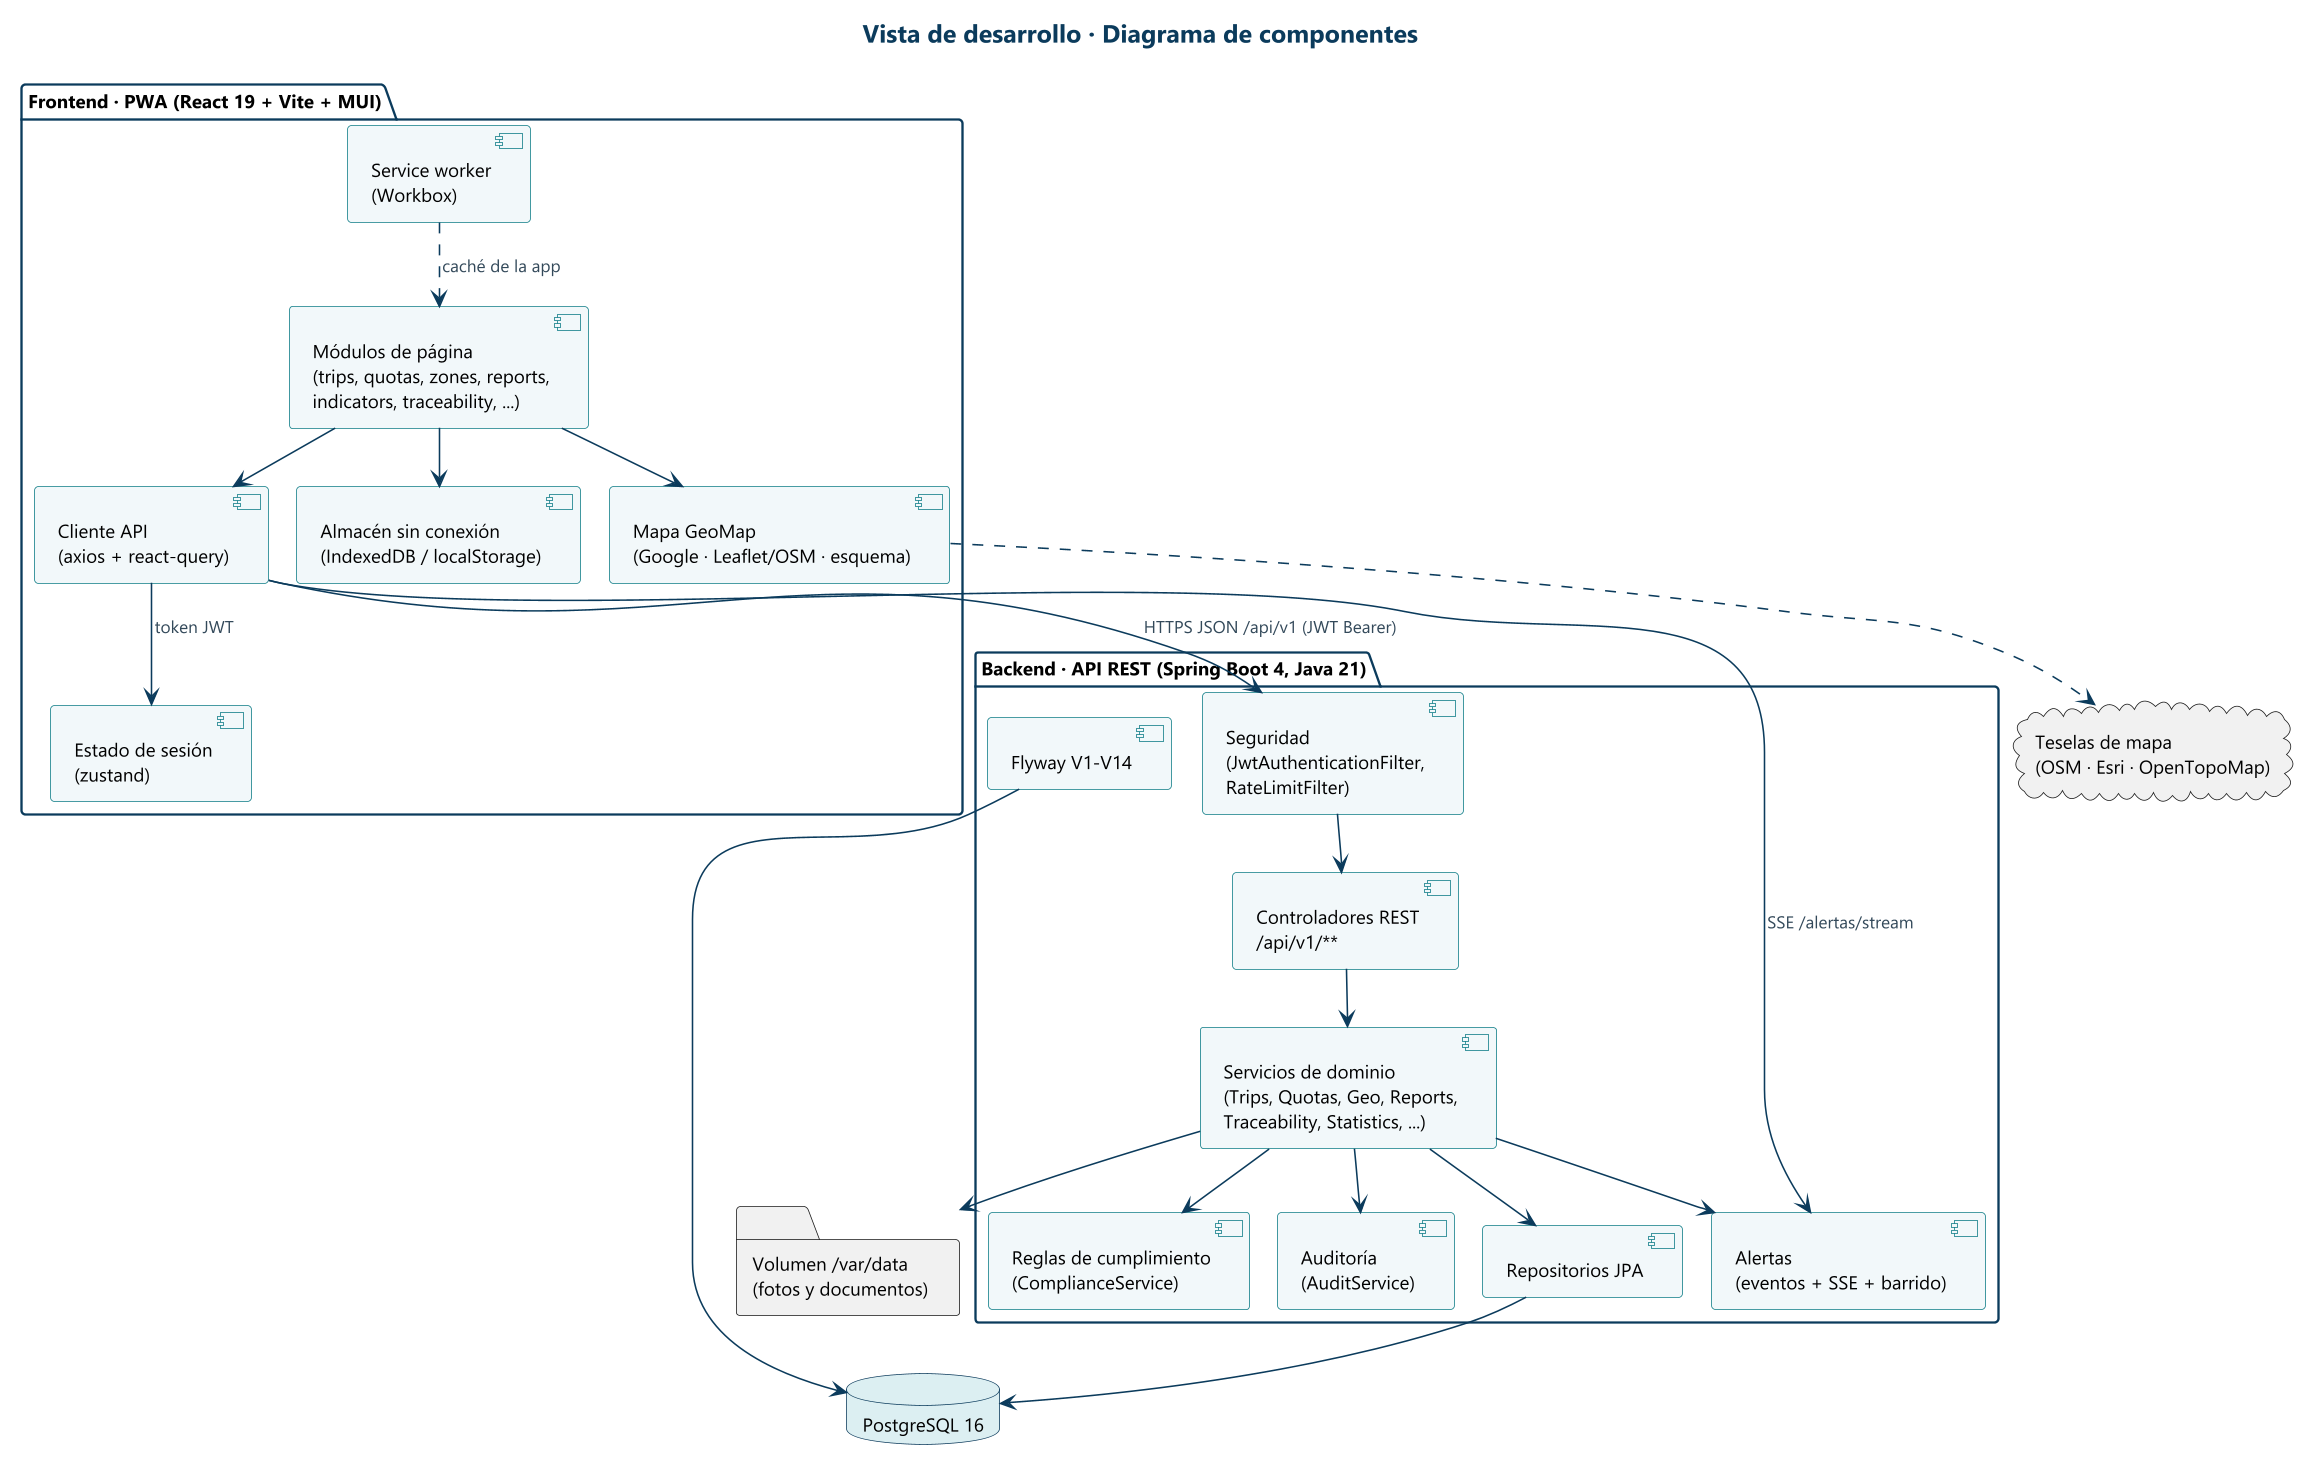 Vista de desarrollo · Diagrama de componentes
Frontend · PWA (React 19 + Vite + MUI)
Service worker
(Workbox)
caché de la app
Módulos de página
(trips, quotas, zones, reports,
indicators, traceability, ...)
Cliente API
(axios + react-query)
Almacén sin conexión
(IndexedDB / localStorage)
Mapa GeoMap
(Google · Leaflet/OSM · esquema)
token JWT
HTTPS JSON /api/v1 (JWT Bearer)
Estado de sesión
(zustand)
Backend · API REST (Spring Boot 4, Java 21)
Flyway V1-V14
Seguridad
(JwtAuthenticationFilter,
RateLimitFilter)
Teselas de mapa
(OSM · Esri · OpenTopoMap)
Controladores REST
/api/v1/**
SSE /alertas/stream
Servicios de dominio
(Trips, Quotas, Geo, Reports,
Traceability, Statistics, ...)
Volumen /var/data
(fotos y documentos)
Reglas de cumplimiento
(ComplianceService)
Auditoría
(AuditService)
Repositorios JPA
Alertas
(eventos + SSE + barrido)
PostgreSQL 16